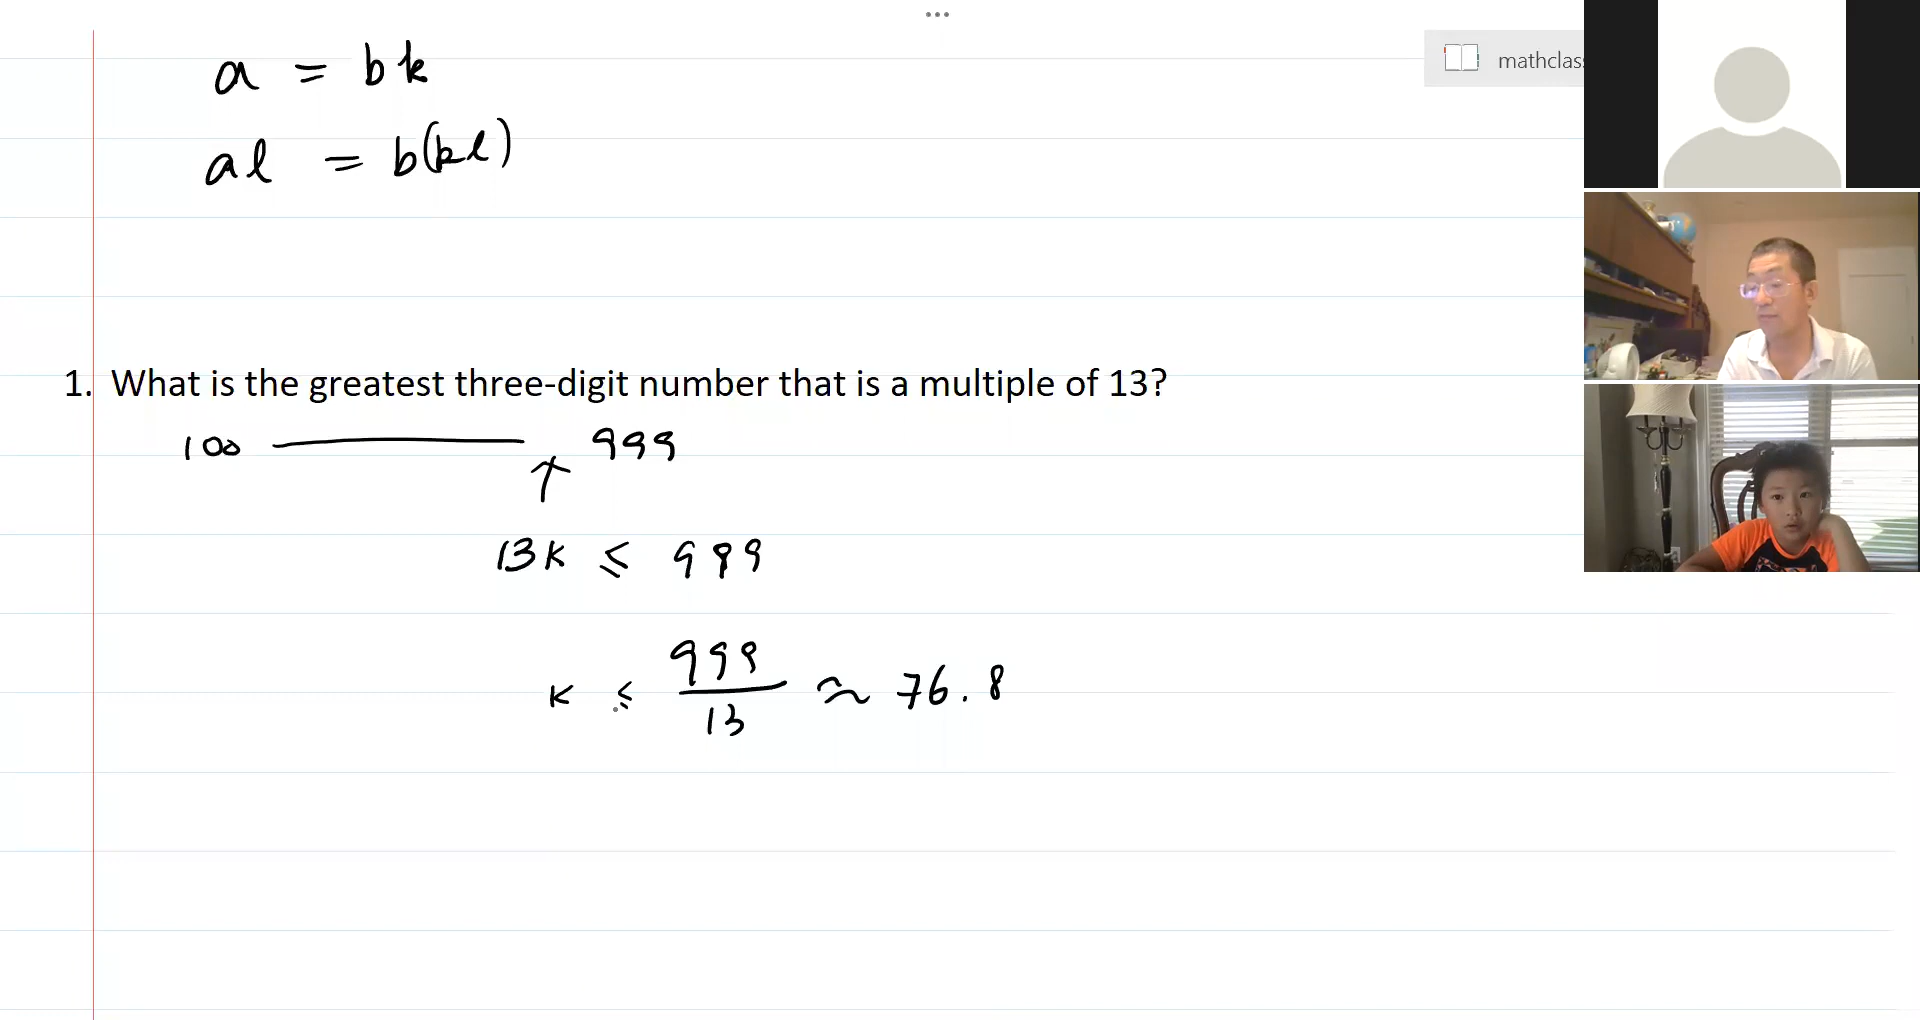 a = bk
mathclas
al = b(kl)
1. What is the greatest three-digit number that is a multiple of 13?
100 999
13k ≤ 999
k ≤ 999/13 ≈ 76.8